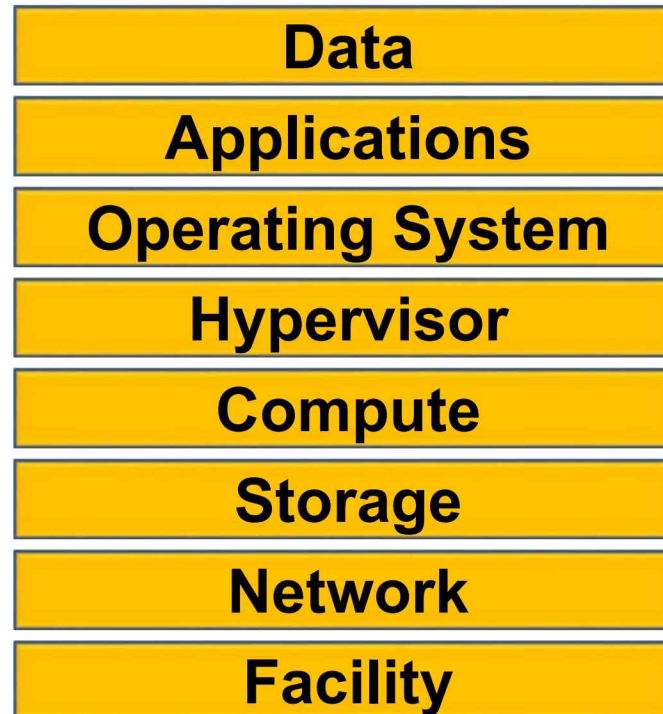 Data
Applications
Operating System
Hypervisor
Compute
Storage
Network
Facility